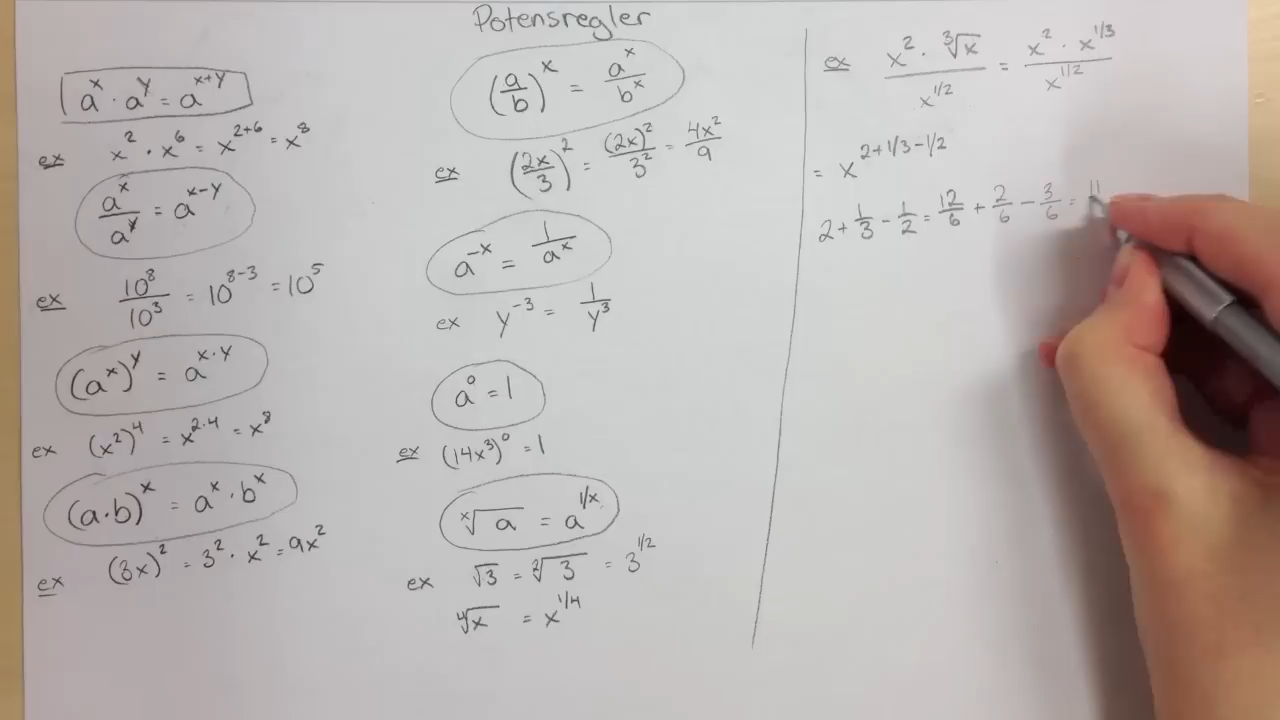 Potensregler
a^x · a^y = a^{x+y}
ex x^2 · x^6 = x^{2+6} = x^8
a^x / a^y = a^{x-y}
ex 10^8 / 10^3 = 10^{8-3} = 10^5
(a^x)^y = a^{x·y}
ex (x^2)^4 = x^{2·4} = x^8
(a·b)^x = a^x · b^x
ex (3x)^2 = 3^2 · x^2 = 9x^2
(a/b)^x = a^x / b^x
ex (2x/3)^2 = (2x)^2 / 3^2 = 4x^2 / 9
a^{-x} = 1 / a^x
ex y^{-3} = 1 / y^3
a^0 = 1
ex (14x^3)^0 = 1
^x√a = a^{1/x}
ex √3 = ^2√3 = 3^{1/2}
^4√x = x^{1/4}
ex x^2 · ^3√x / x^{1/2} = x^2 · x^{1/3} / x^{1/2}
= x^{2+1/3-1/2}
2 + 1/3 - 1/2 = 12/6 + 2/6 - 3/6 = 11